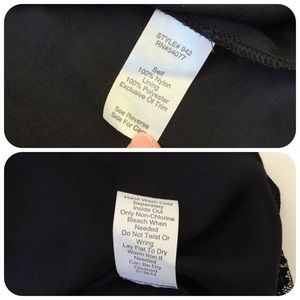 STYLE# 942
RN#54077
Self
100% Nylon
Lining
100% Polyester
Exclusive Of Trim
See Reverse
Side For Care
Hand Wash Cold
Separately
Inside Out
Only Non-Chlorine
Bleach When
Needed
Do Not Twist Or
Wring
Lay Flat To Dry
Warm Iron If
Needed
Can Be Dry
Cleaned